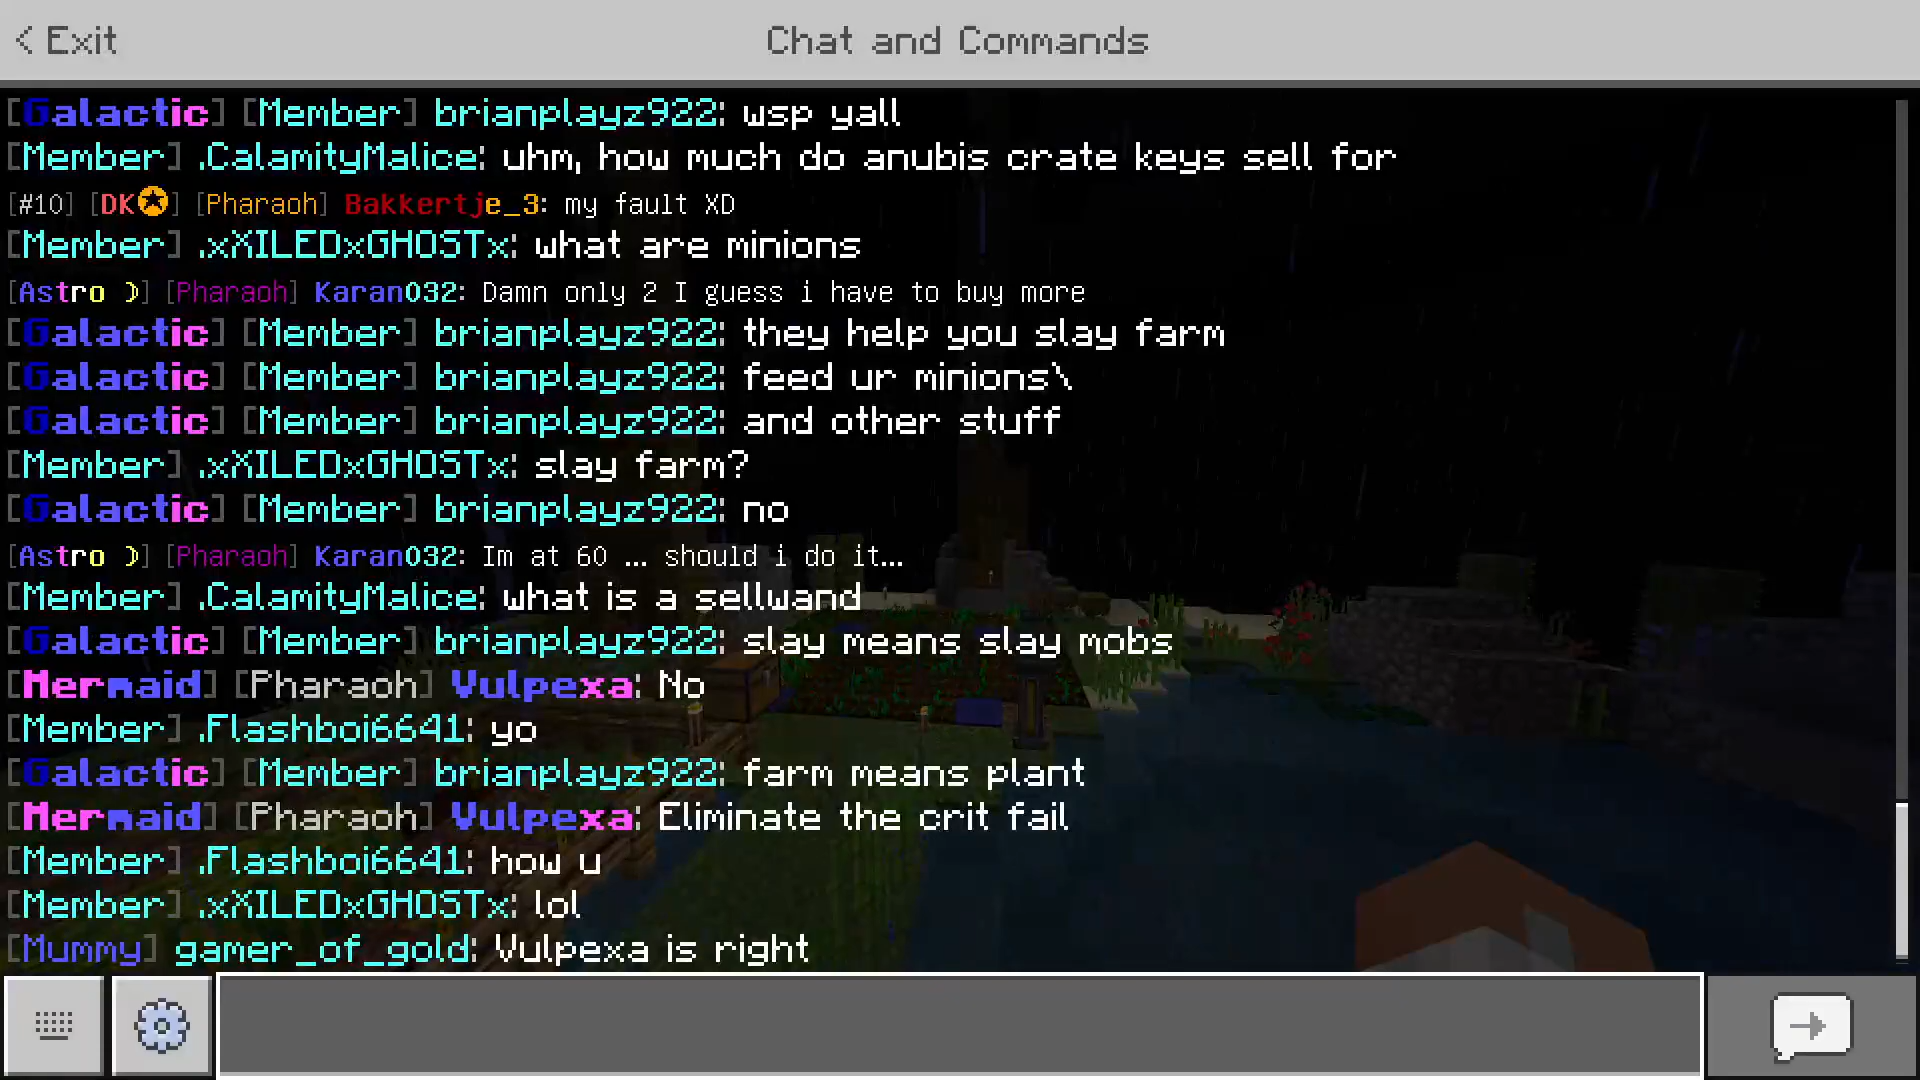 < Exit
Chat and Commands
[Galactic] [Member] brianplayz922: wsp yall
[Member] .CalamityMalice: uhm, how much do anubis crate keys sell for
[#10] [DK✪] [Pharaoh] Bakkertje_3: my fault XD
[Member] .xXILEDxGHOSTx: what are minions
[Astro ☽] [Pharaoh] Karan032: Damn only 2 I guess i have to buy more
[Galactic] [Member] brianplayz922: they help you slay farm
[Galactic] [Member] brianplayz922: feed ur minions\
[Galactic] [Member] brianplayz922: and other stuff
[Member] .xXILEDxGHOSTx: slay farm?
[Galactic] [Member] brianplayz922: no
[Astro ☽] [Pharaoh] Karan032: Im at 60 ... should i do it...
[Member] .CalamityMalice: what is a sellwand
[Galactic] [Member] brianplayz922: slay means slay mobs
[Mermaid] [Pharaoh] Vulpexa: No
[Member] .Flashboi6641: yo
[Galactic] [Member] brianplayz922: farm means plant
[Mermaid] [Pharaoh] Vulpexa: Eliminate the crit fail
[Member] .Flashboi6641: how u
[Member] .xXILEDxGHOSTx: lol
[Mummy] gamer_of_gold: Vulpexa is right